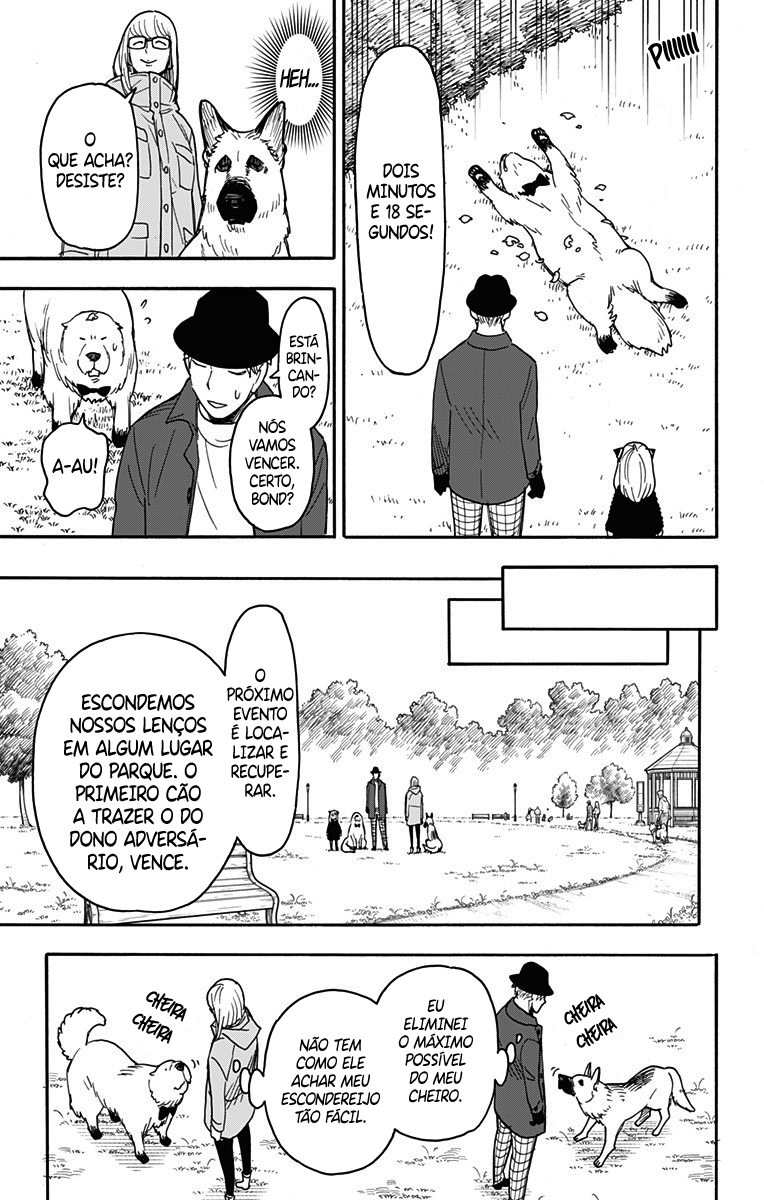 PIIIIIII
DOIS
MINUTOS
E 18 SE-
GUNDOS!
HEH...
O
QUE ACHA?
DESISTE?
ESTÁ
BRIN-
CAN-
DO?
NÓS
VAMOS
VENCER.
CERTO,
BOND?
A-AU!
O
PRÓXIMO
EVENTO
É LOCA-
LIZAR E
RECUPE-
RAR.
ESCONDEMOS
NOSSOS LENÇOS
EM ALGUM LUGAR
DO PARQUE. O
PRIMEIRO CÃO
A TRAZER O DO
DONO ADVERSÁ-
RIO, VENCE.
CHEIRA
CHEIRA
EU
ELIMINEI
O MÁXIMO
POSSÍVEL
DO MEU
CHEIRO.
NÃO TEM
COMO ELE
ACHAR MEU
ESCONDEREIJO
TÃO FÁCIL.
CHEIRA
CHEIRA